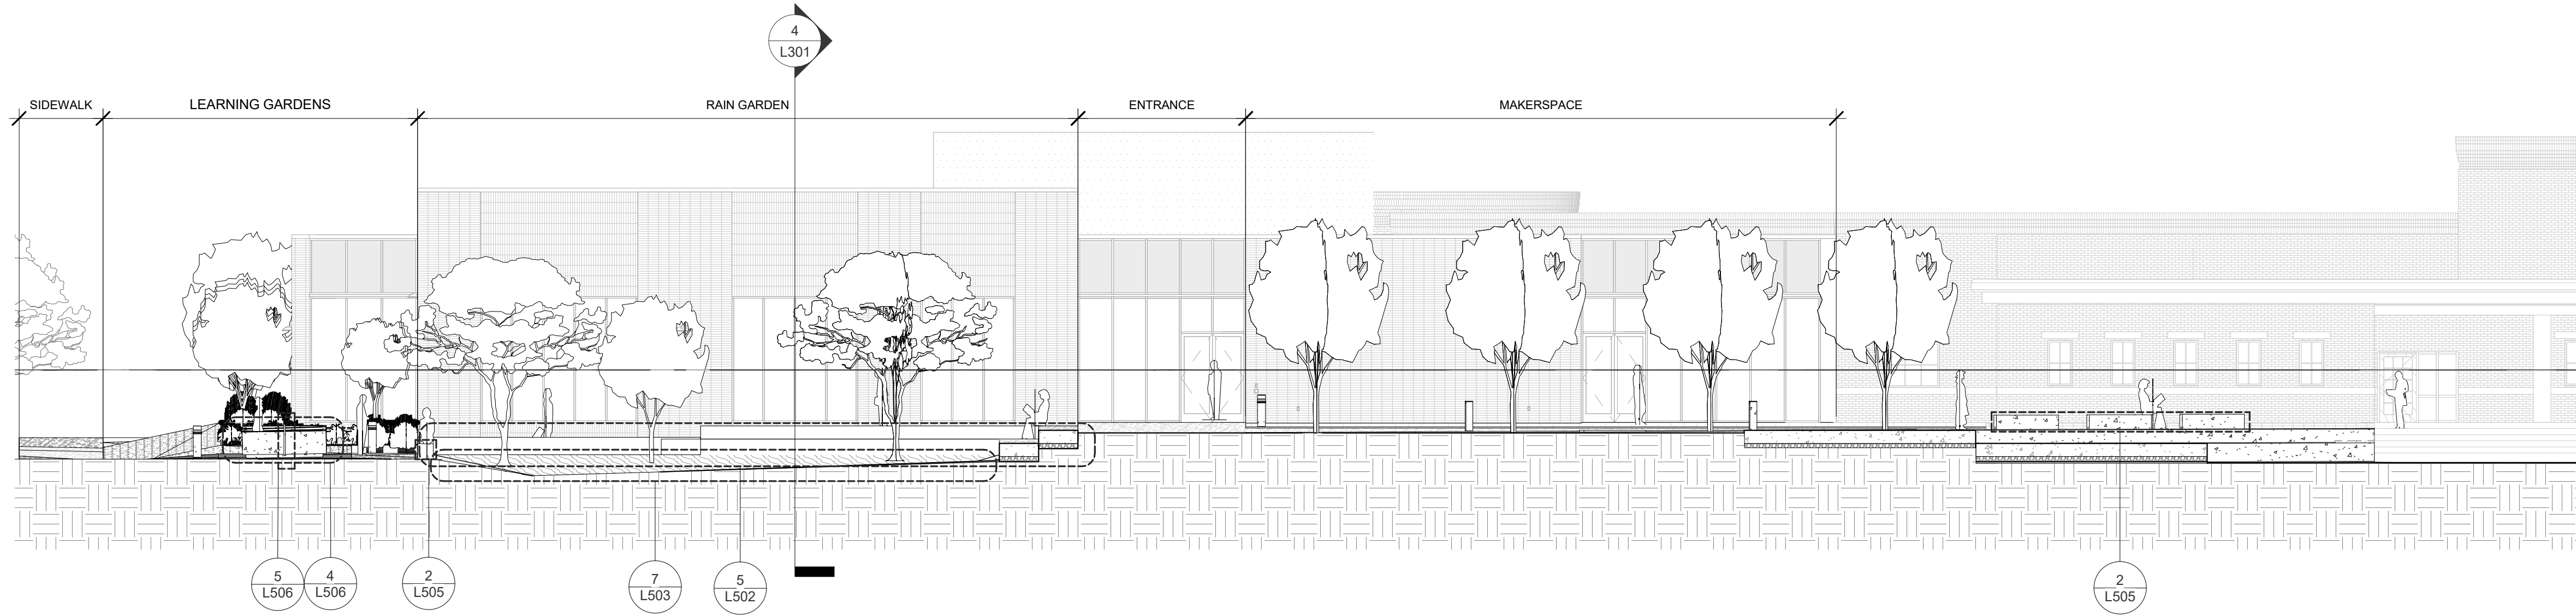 4
L301
SIDEWALK
LEARNING GARDENS
RAIN GARDEN
ENTRANCE
MAKERSPACE
5
L506
4
L506
2
L505
7
L503
5
L502
2
L505